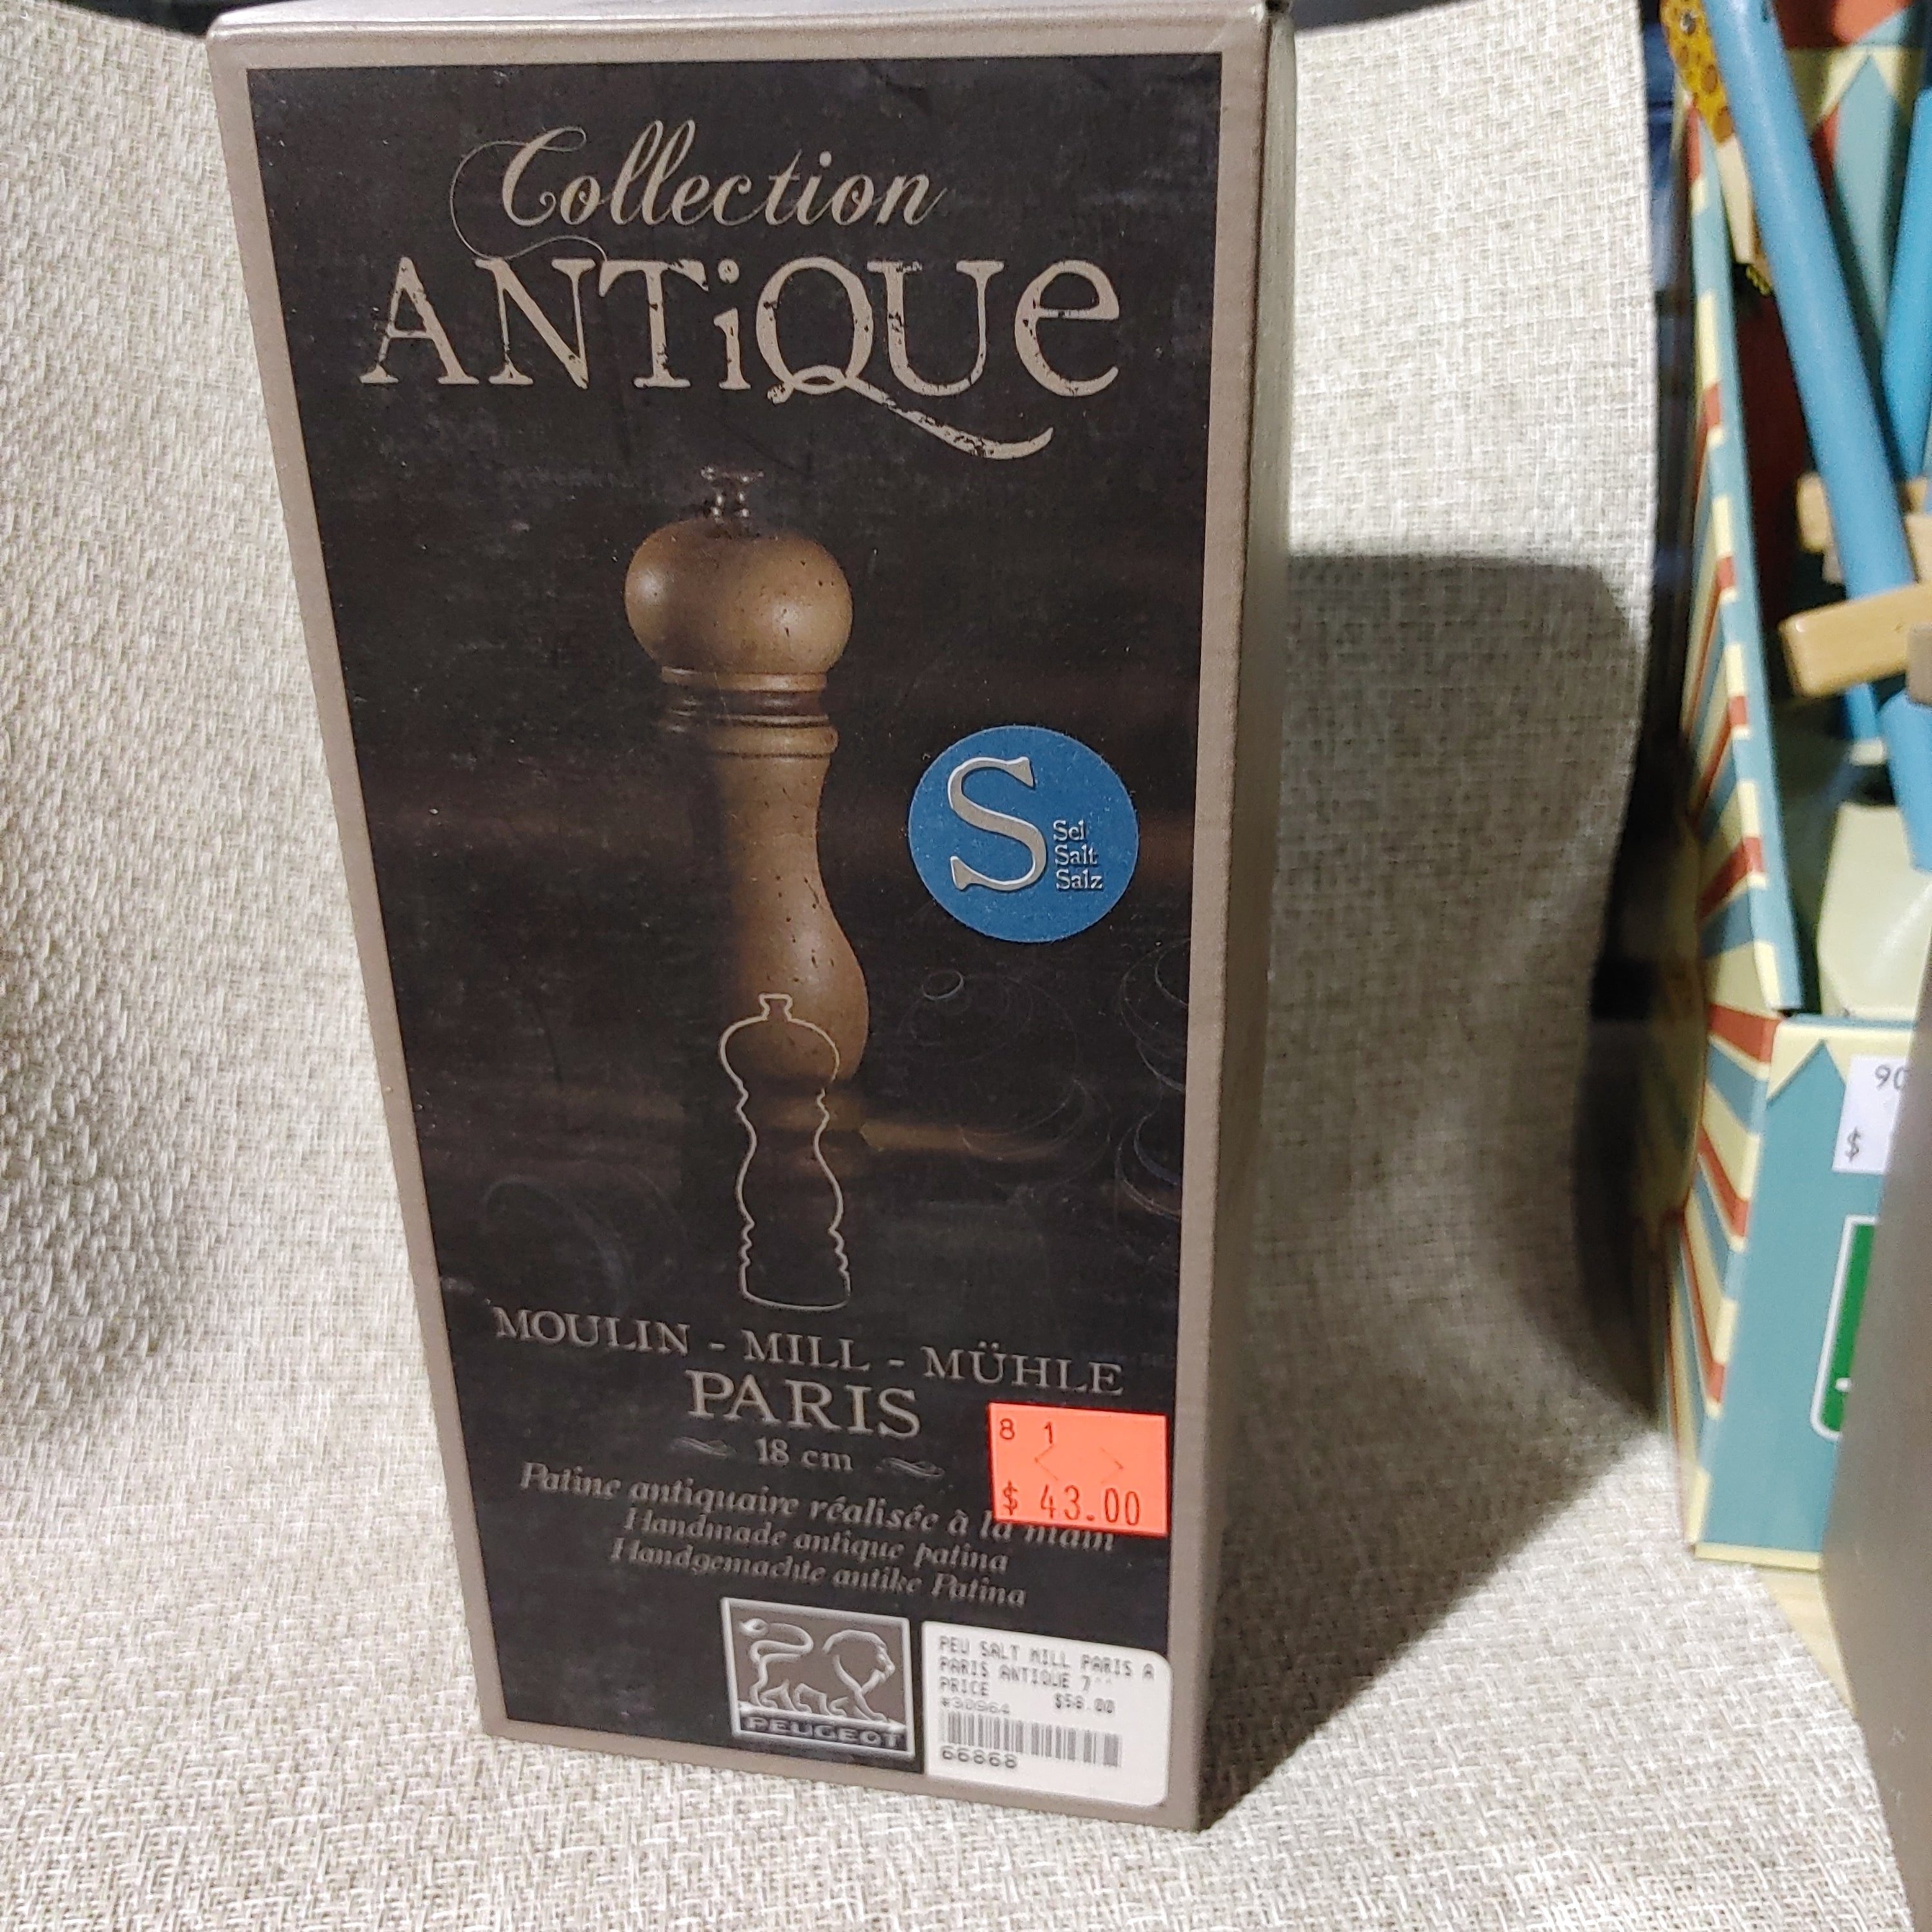 Collection
ANTiQUe
S
Sel
Salt
Salz
MOULIN - MILL - MÜHLE
PARIS
18 cm
8 1
$ 43.00
Patine antiquaire réalisée à la main
Handmade antique patina
Handgemachte antike Patina
PEUGEOT
PEU SALT MILL PARIS A
PARIS ANTIQUE 7''
PRICE $58.00
#30964
66868
90
$